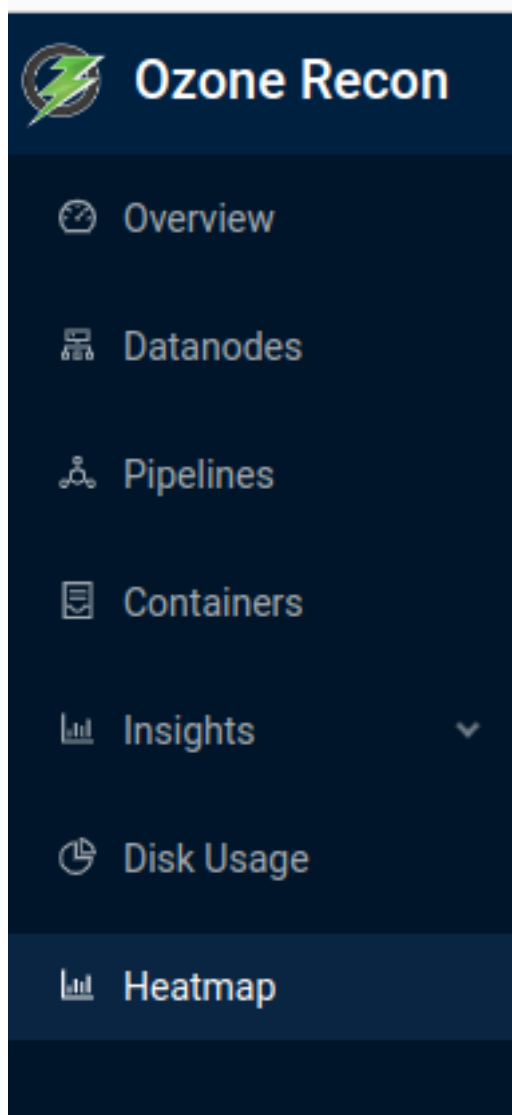 Ozone Recon
Overview
Datanodes
Pipelines
Containers
Insights
Disk Usage
Heatmap